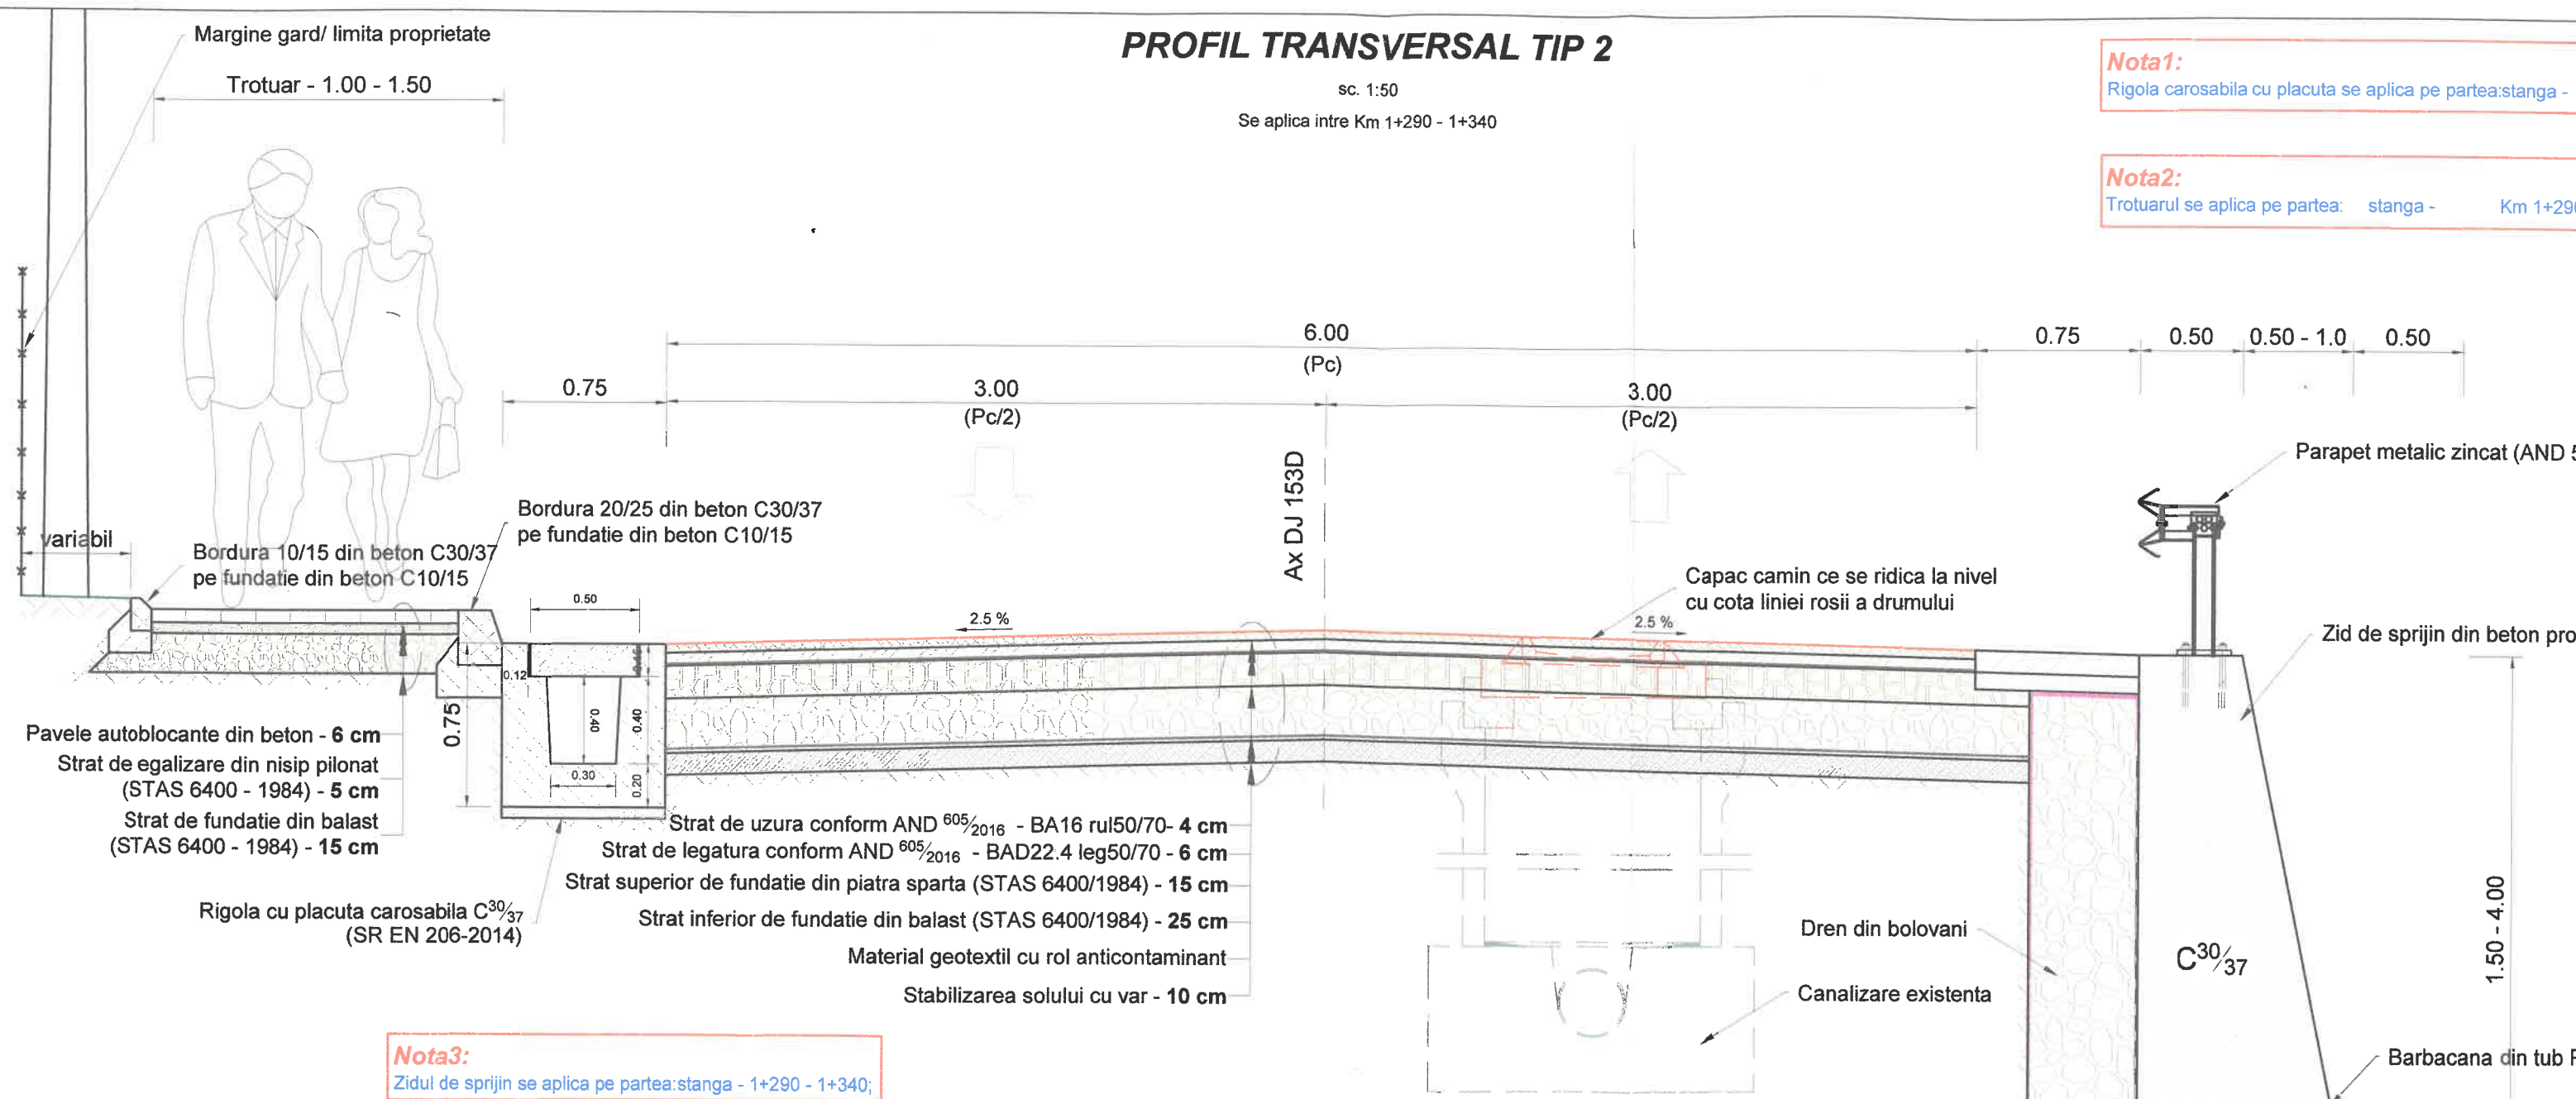 PROFIL TRANSVERSAL TIP 2
sc. 1:50
Se aplica intre Km 1+290 - 1+340
Margine gard/ limita proprietate
Trotuar - 1.00 - 1.50
Nota1:
Rigola carosabila cu placuta se aplica pe partea:stanga -
Nota2:
Trotuarul se aplica pe partea: stanga - Km 1+290
6.00
(Pc)
0.75
0.50
0.50 - 1.0
0.50
0.75
3.00
(Pc/2)
3.00
(Pc/2)
Ax DJ 153D
Parapet metalic zincat (AND
Bordura 20/25 din beton C30/37
pe fundatie din beton C10/15
variabil
Bordura 10/15 din beton C30/37
pe fundatie din beton C10/15
Capac camin ce se ridica la nivel
cu cota liniei rosii a drumului
0.50
2.5 %
2.5 %
Zid de sprijin din beton
0.12
0.75
0.40
0.40
0.30
0.20
Pavele autoblocante din beton - 6 cm
Strat de egalizare din nisip pilonat
(STAS 6400 - 1984) - 5 cm
Strat de fundatie din balast
(STAS 6400 - 1984) - 15 cm
Rigola cu placuta carosabila C30/37
(SR EN 206-2014)
Strat de uzura conform AND 605/2016 - BA16 rul50/70- 4 cm
Strat de legatura conform AND 605/2016 - BAD22.4 leg50/70 - 6 cm
Strat superior de fundatie din piatra sparta (STAS 6400/1984) - 15 cm
Strat inferior de fundatie din balast (STAS 6400/1984) - 25 cm
Material geotextil cu rol anticontaminant
Stabilizarea solului cu var - 10 cm
Dren din bolovani
C30/37
1.50 - 4.00
Canalizare existenta
Barbacana din tub
Nota3:
Zidul de sprijin se aplica pe partea:stanga - 1+290 - 1+340;